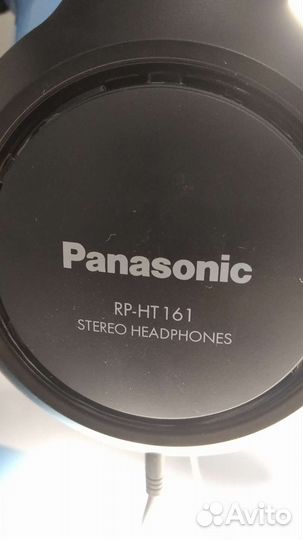 Panasonic
RP-HT161
STEREO HEADPHONES
Avito